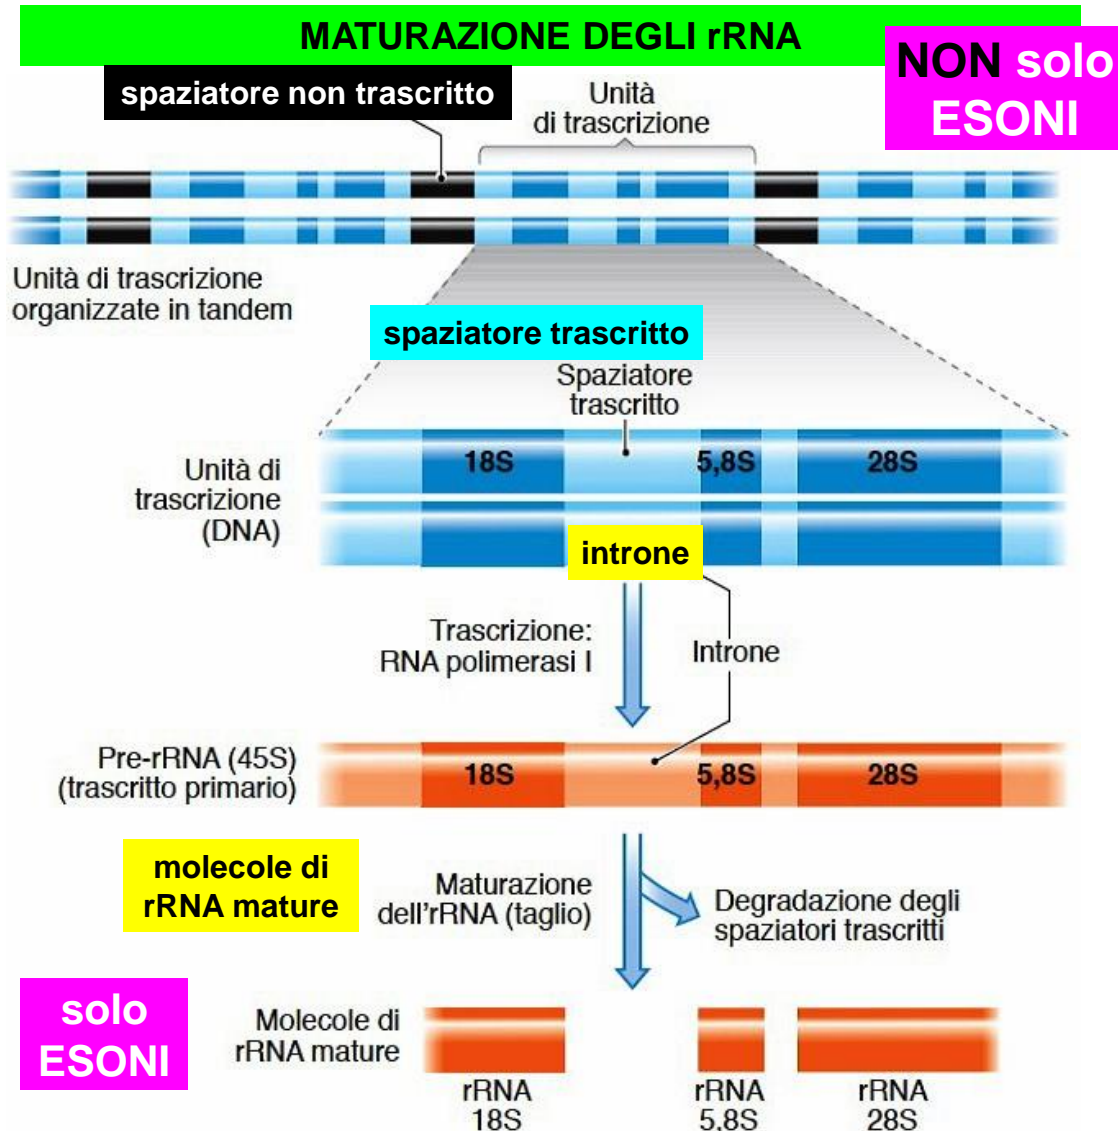 MATURAZIONE DEGLI rRNA
NON solo
ESONI
spaziatore non trascritto
Unità
di trascrizione
Unità di trascrizione
organizzate in tandem
spaziatore trascritto
Spaziatore
trascritto
18S
5,8S
28S
Unità di
trascrizione
(DNA)
introne
Trascrizione:
RNA polimerasi I
Introne
Pre-rRNA (45S)
(trascritto primario)
18S
5,8S
28S
molecole di
rRNA mature
Maturazione
dell'rRNA (taglio)
Degradazione degli
spaziatori trascritti
solo
ESONI
Molecole di
rRNA mature
rRNA
18S
rRNA
5,8S
rRNA
28S